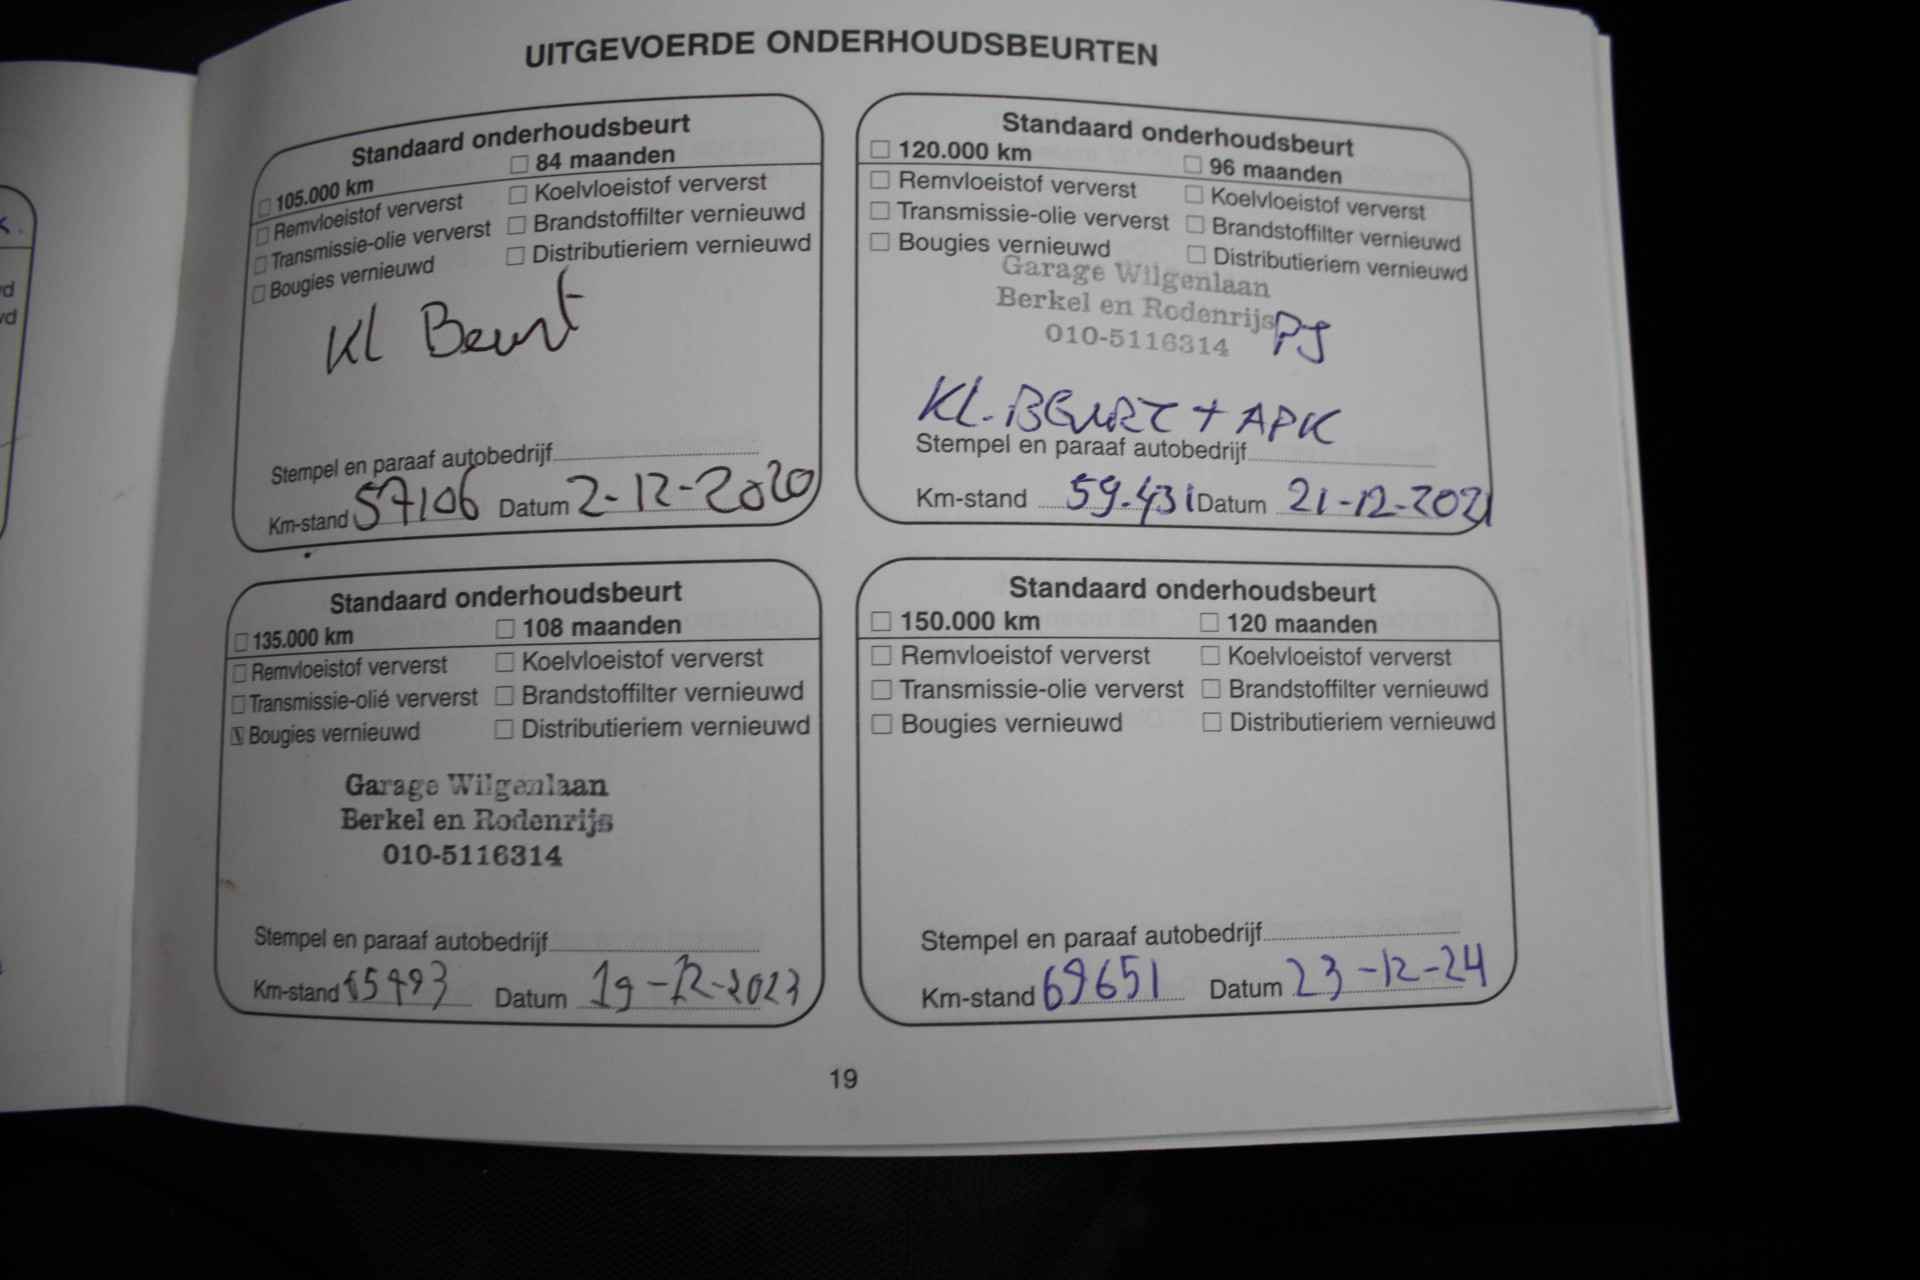 UITGEVOERDE ONDERHOUDSBEURTEN
Standaard onderhoudsbeurt
105.000 km 84 maanden
Remvloeistof ververst Koelvloeistof ververst
Transmissie-olie ververst Brandstoffilter vernieuwd
Bougies vernieuwd Distributieriem vernieuwd
Kl Beurt
Stempel en paraaf autobedrijf
Km-stand 57106 Datum 2-12-2020
Standaard onderhoudsbeurt
120.000 km 96 maanden
Remvloeistof ververst Koelvloeistof ververst
Transmissie-olie ververst Brandstoffilter vernieuwd
Bougies vernieuwd Distributieriem vernieuwd
Garage Wilgenlaan
Berkel en Rodenrijs
010-5116314 PJ
KL. BEURT + APK
Stempel en paraaf autobedrijf
Km-stand 59.431 Datum 21-12-2021
Standaard onderhoudsbeurt
135.000 km 108 maanden
Remvloeistof ververst Koelvloeistof ververst
Transmissie-olie ververst Brandstoffilter vernieuwd
Bougies vernieuwd Distributieriem vernieuwd
Garage Wilgenlaan
Berkel en Rodenrijs
010-5116314
Stempel en paraaf autobedrijf
Km-stand Datum 19-12-2023
Standaard onderhoudsbeurt
150.000 km 120 maanden
Remvloeistof ververst Koelvloeistof ververst
Transmissie-olie ververst Brandstoffilter vernieuwd
Bougies vernieuwd Distributieriem vernieuwd
Stempel en paraaf autobedrijf
Km-stand 69651 Datum 23-12-24
19